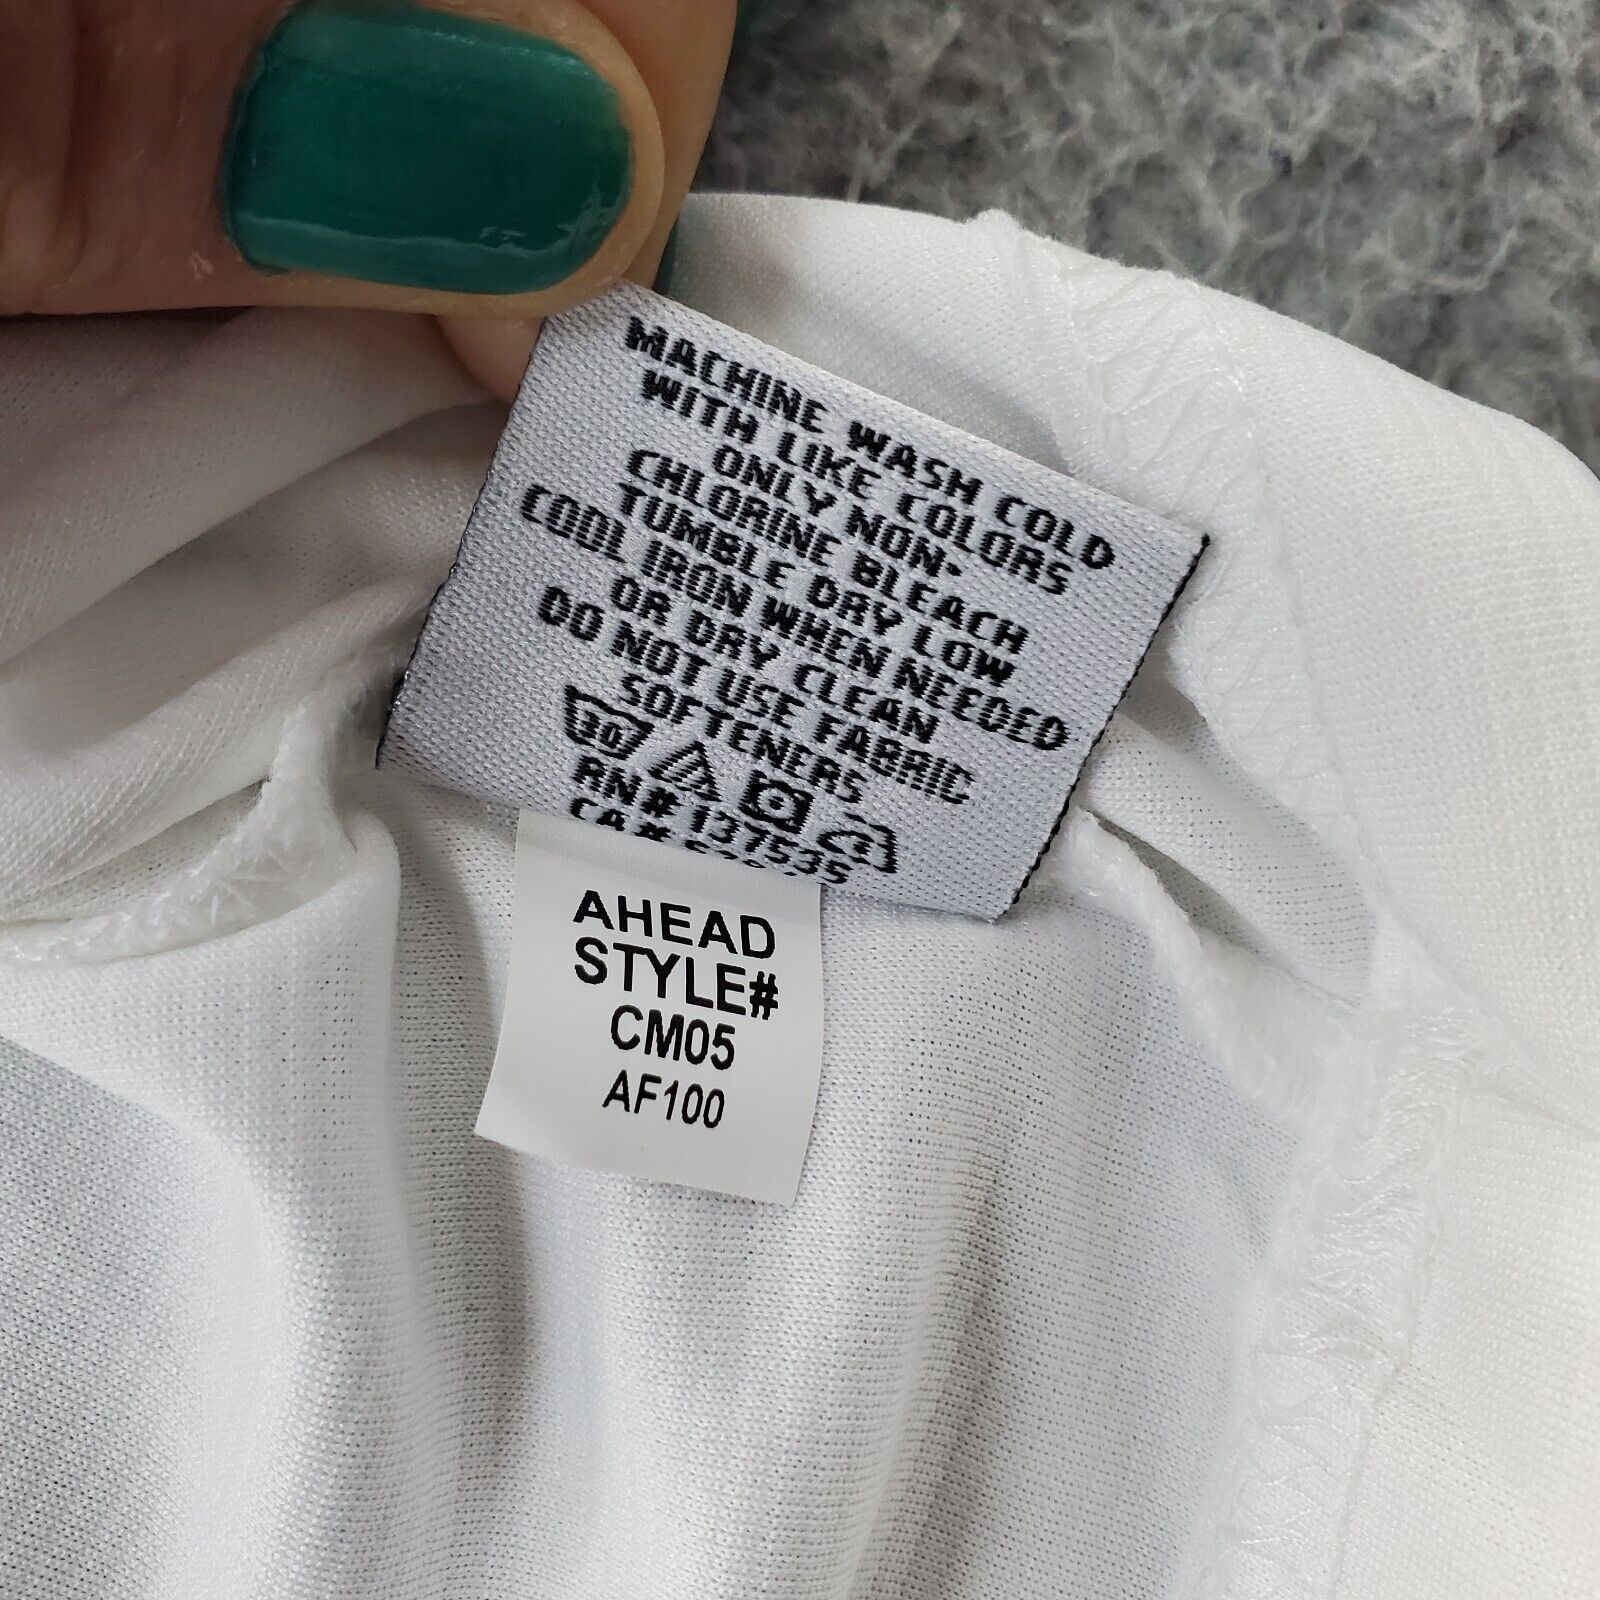 MACHINE WASH COLD
WITH LIKE COLORS
ONLY NON-
CHLORINE BLEACH
TUMBLE DRY LOW
COOL IRON WHEN NEEDED
OR DRY CLEAN
DO NOT USE FABRIC
SOFTENERS
30
RN# 137535
CA#
AHEAD
STYLE#
CM05
AF100